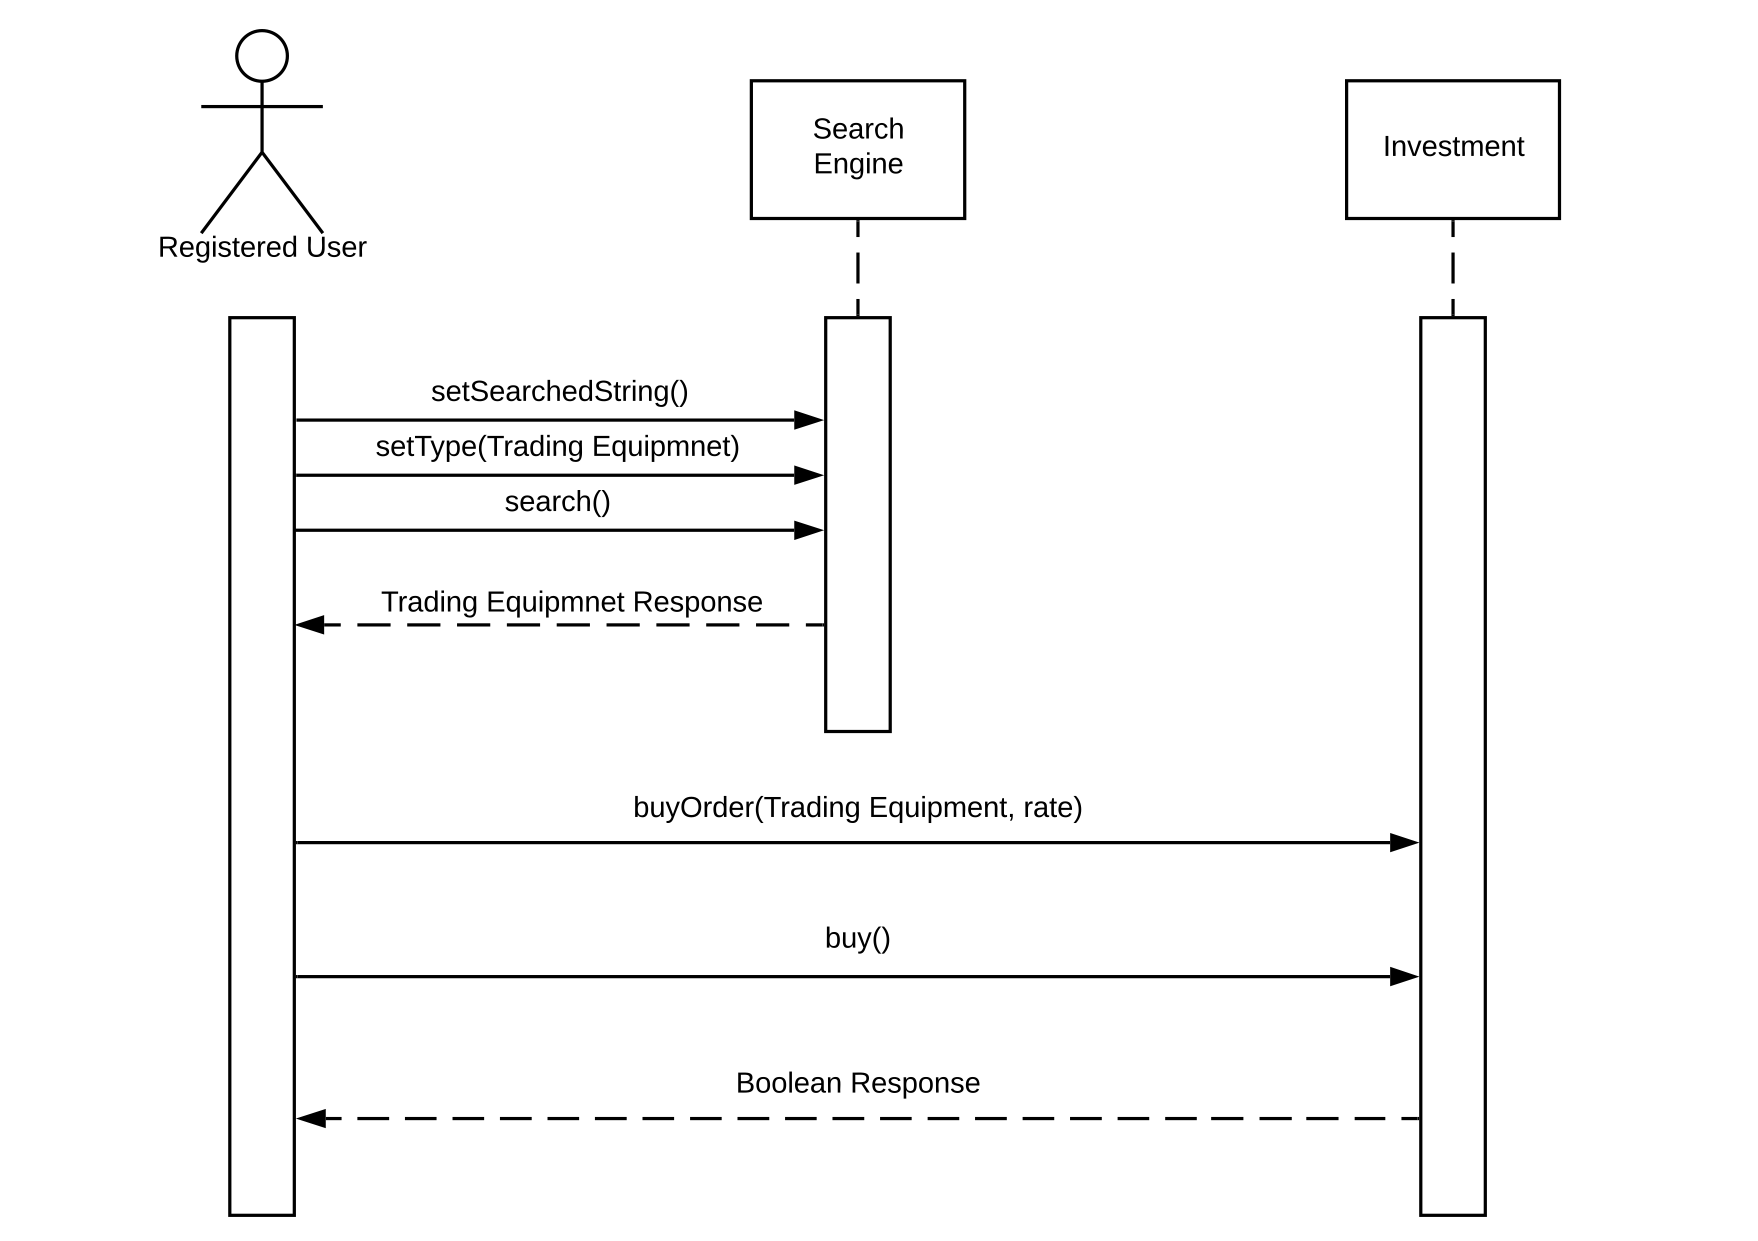 Search
Engine
Investment
Registered User
setSearchedString()
setType(Trading Equipmnet)
search()
Trading Equipmnet Response
buyOrder(Trading Equipment, rate)
buy()
Boolean Response